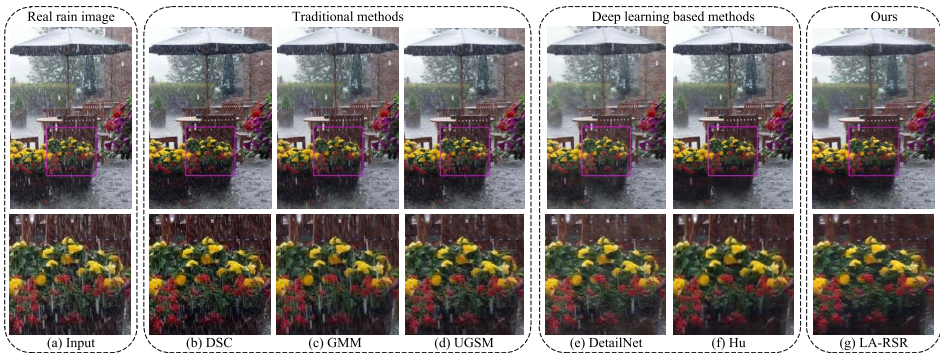 Real rain image
Traditional methods
Deep learning based methods
Ours
(a) Input
(b) DSC
(c) GMM
(d) UGSM
(e) DetailNet
(f) Hu
(g) LA-RSR